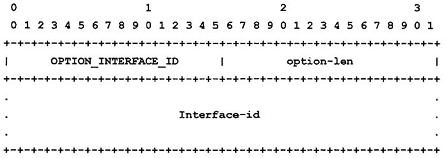 0                   1                   2                   3
0 1 2 3 4 5 6 7 8 9 0 1 2 3 4 5 6 7 8 9 0 1 2 3 4 5 6 7 8 9 0 1
+-+-+-+-+-+-+-+-+-+-+-+-+-+-+-+-+-+-+-+-+-+-+-+-+-+-+-+-+-+-+-+-+
|      OPTION_INTERFACE_ID      |         option-len            |
+-+-+-+-+-+-+-+-+-+-+-+-+-+-+-+-+-+-+-+-+-+-+-+-+-+-+-+-+-+-+-+-+
.                                                               .
.                         Interface-id                          .
.                                                               .
+-+-+-+-+-+-+-+-+-+-+-+-+-+-+-+-+-+-+-+-+-+-+-+-+-+-+-+-+-+-+-+-+